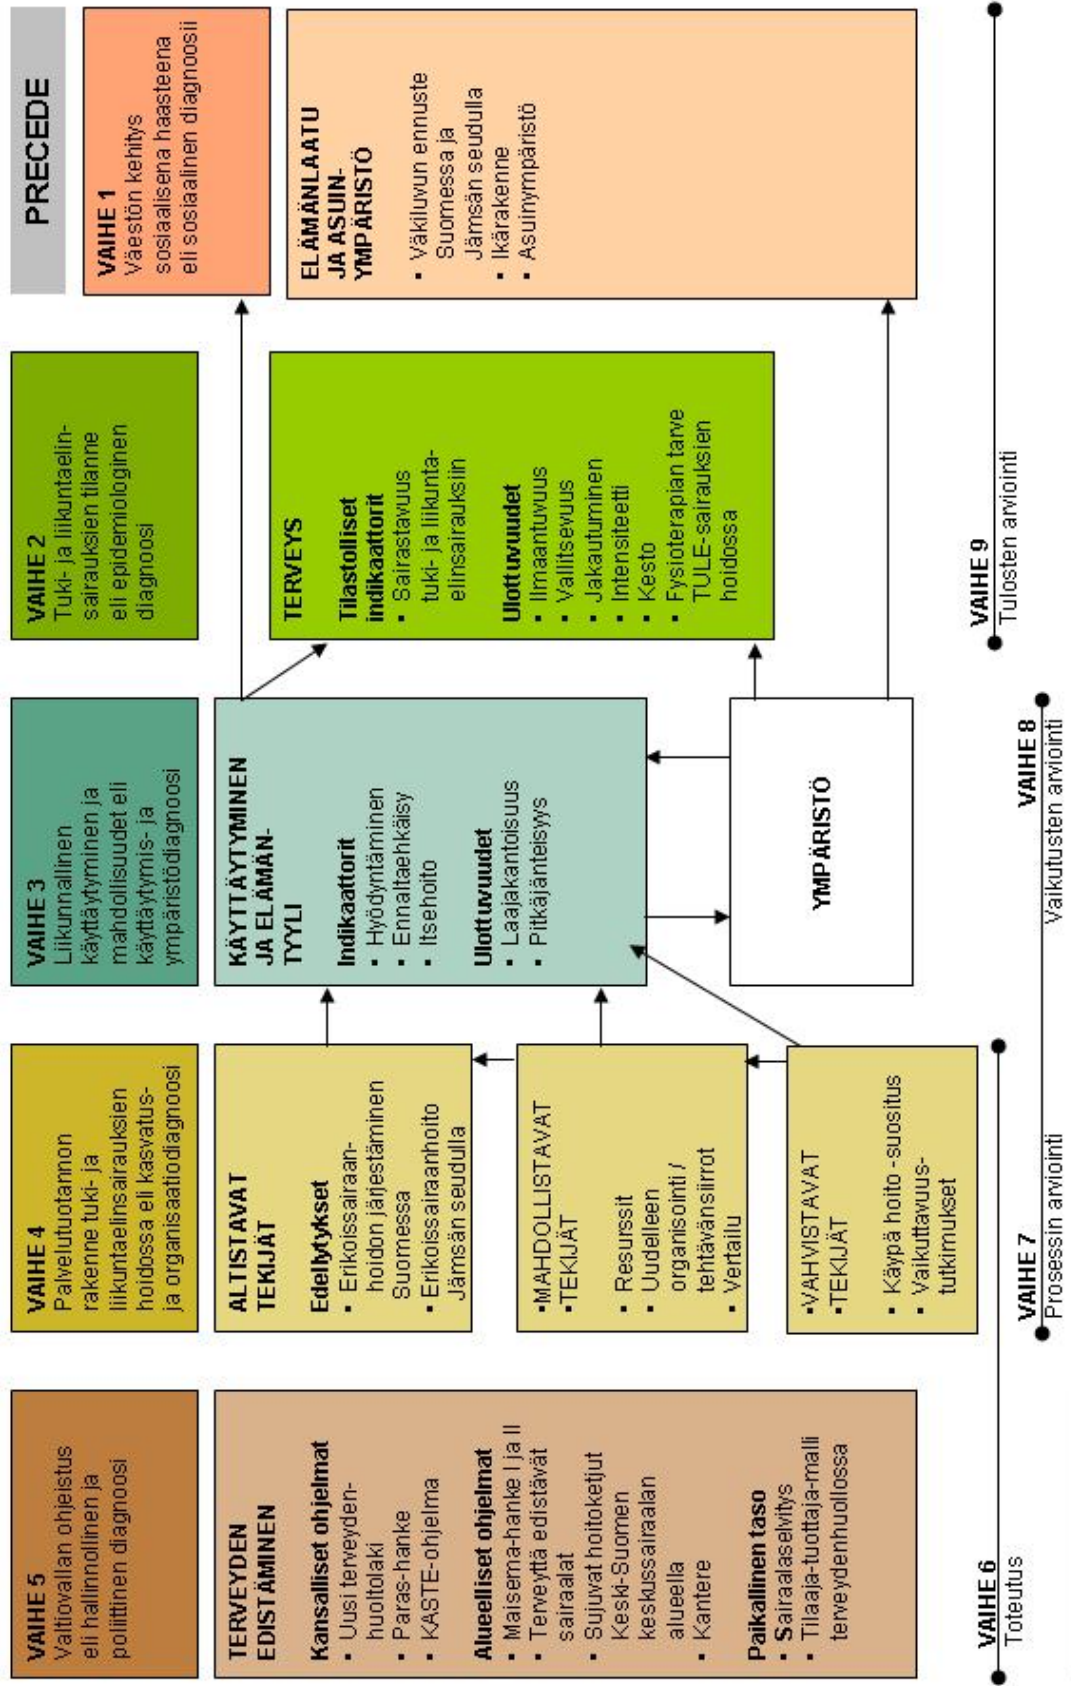 PRECEDE
VAIHE 5
Valtiovallan ohjeistus
eli hallinnollinen ja
poliittinen diagnoosi
VAIHE 4
Palvelutuotannon
rakenne tuki- ja
liikuntaelinsairauksien
hoidossa eli kasvatus-
ja organisaatiodiagnoosi
VAIHE 3
Liikunnallinen
käyttäytyminen ja
mahdollisuudet eli
käyttäytymis- ja
ympäristödiagnoosi
VAIHE 2
Tuki- ja liikuntaelin-
sairauksien tilanne
eli epidemiologinen
diagnoosi
VAIHE 1
Väestön kehitys
sosiaalisena haasteena
eli sosiaalinen diagnoosii
TERVEYDEN
EDISTÄMINEN
Kansalliset ohjelmat
▪ Uusi terveyden-
huoltolaki
▪ Paras-hanke
▪ KASTE-ohjelma
Alueelliset ohjelmat
▪ Maisema-hanke I ja II
▪ Terveyttä edistävät
sairaalat
▪ Sujuvat hoitoketjut
Keski-Suomen
keskussairaalan
alueella
▪ Kantere
Paikallinen taso
▪ Sairaalaselvitys
▪ Tilaaja-tuottaja-malli
terveydenhuollossa
ALTISTAVAT
TEKIJÄT
Edellytykset
▪ Erikoissairaan-
hoidon järjestäminen
Suomessa
▪ Erikoissairaanhoito
Jämsän seudulla
▪MAHDOLLISTAVAT
▪TEKIJÄT
▪ Resurssit
▪ Uudelleen
organisointi /
tehtävänsiirrot
▪ Vertailu
▪VAHVISTAVAT
▪TEKIJÄT
▪ Käypä hoito -suositus
▪ Vaikuttavuus-
tutkimukset
KÄYTTÄYTYMINEN
JA ELÄMÄN-
TYYLI
Indikaattorit
▪ Hyödyntäminen
▪ Ennaltaehkäisy
▪ Itsehoito
Ulottuvuudet
▪ Laajakantoisuus
▪ Pitkäjänteisyys
YMPÄRISTÖ
TERVEYS
Tilastolliset
indikaattorit
▪ Sairastavuus
tuki- ja liikunta-
elinsairauksiin
Ulottuvuudet
▪ Ilmaantuvuus
▪ Vallitsevuus
▪ Jakautuminen
▪ Intensiteetti
▪ Kesto
▪ Fysioterapian tarve
TULE-sairauksien
hoidossa
ELÄMÄNLAATU
JA ASUIN-
YMPÄRISTÖ
▪ Väkiluvun ennuste
Suomessa ja
Jämsän seudulla
▪ Ikärakenne
▪ Asuinympäristö
VAIHE 6
Toteutus
VAIHE 7
Prosessin arviointi
VAIHE 8
Vaikutusten arviointi
VAIHE 9
Tulosten arviointi